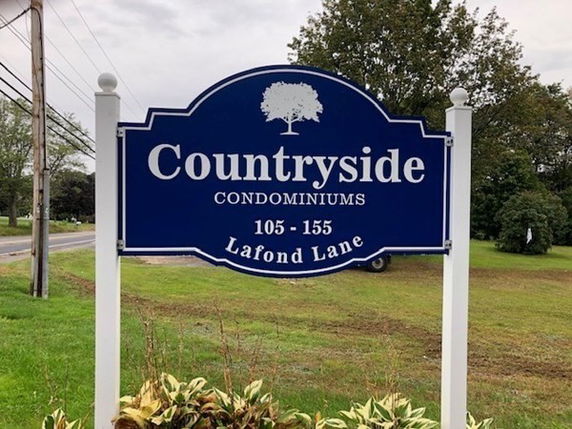 Countryside
CONDOMINIUMS
105 - 155
Lafond Lane